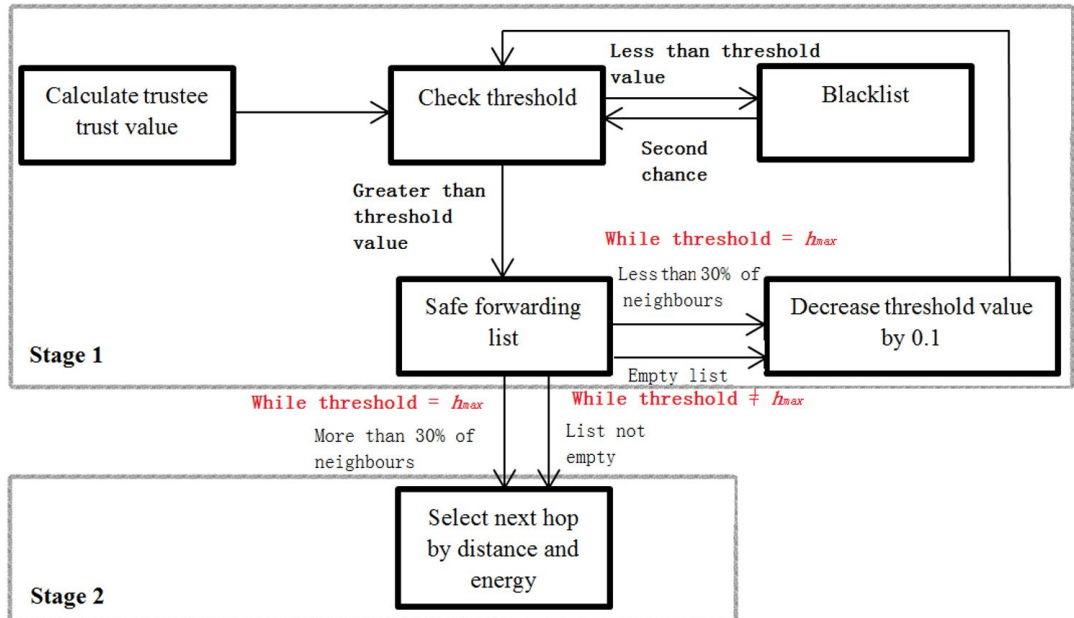 Calculate trustee
trust value
Check threshold
Less than threshold
value
Blacklist
Second
chance
Greater than
threshold
value
While threshold = hmax
Less than 30% of
neighbours
Safe forwarding
list
Decrease threshold value
by 0.1
Empty list
Stage 1
While threshold = hmax
While threshold ≠ hmax
More than 30% of
neighbours
List not
empty
Select next hop
by distance and
energy
Stage 2